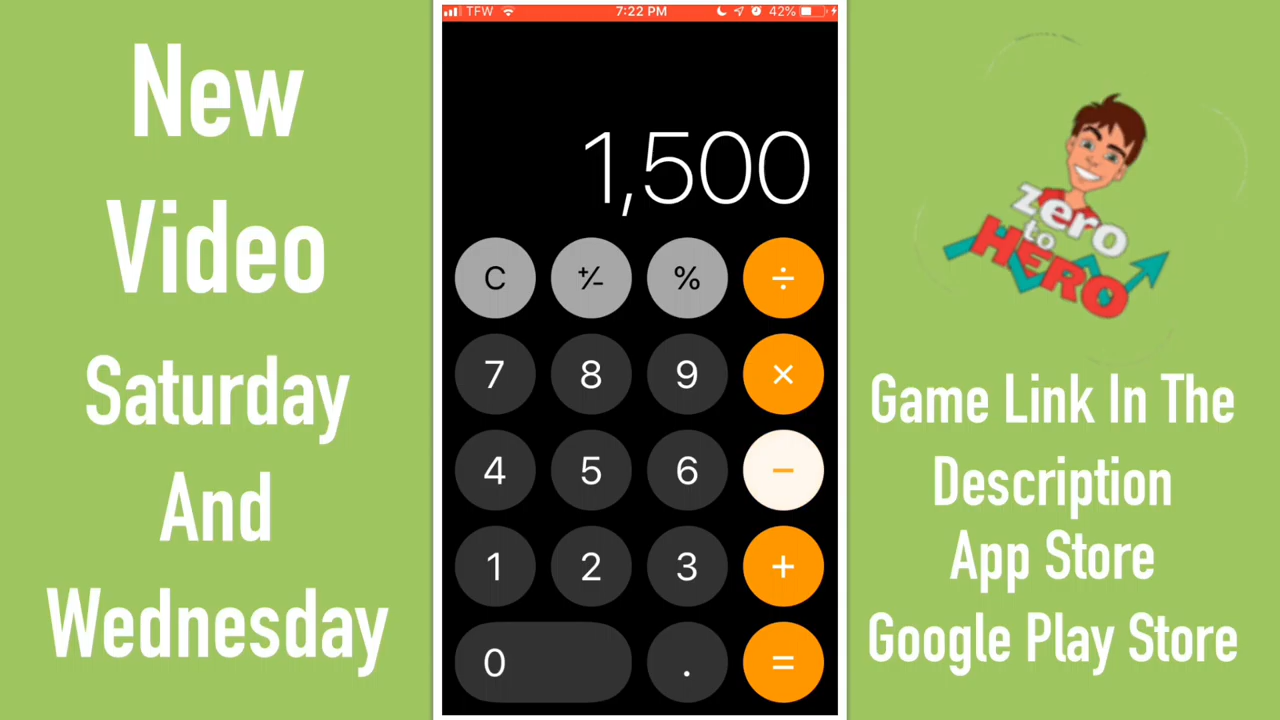 New
Video
Saturday
And
Wednesday
TFW 7:22 PM 42%
1,500
C +/- % ÷
7 8 9 ×
4 5 6 −
1 2 3 +
0 . =
zero
to
HERO
Game Link In The
Description
App Store
Google Play Store